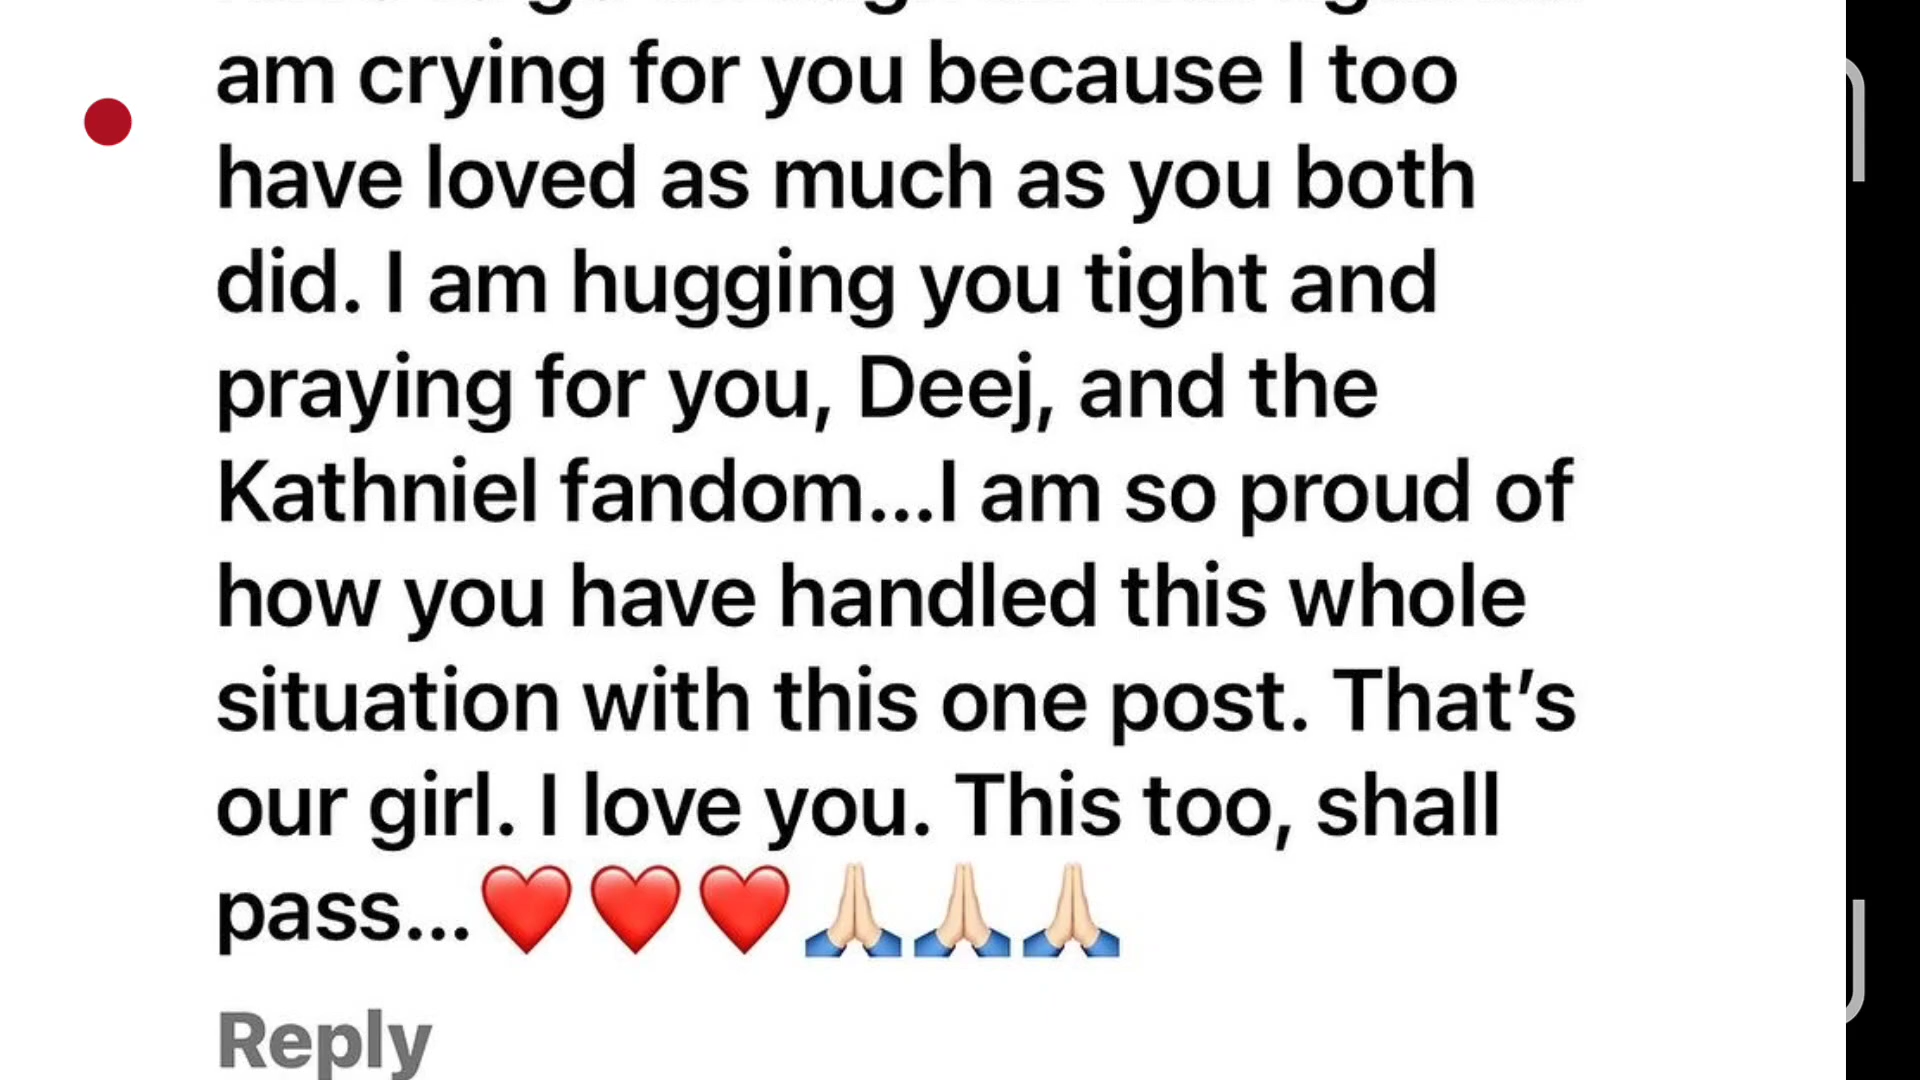 am crying for you because I too
have loved as much as you both
did. I am hugging you tight and
praying for you, Deej, and the
Kathniel fandom...I am so proud of
how you have handled this whole
situation with this one post. That’s
our girl. I love you. This too, shall
pass...❤️❤️❤️🙏🏻🙏🏻🙏🏻
Reply